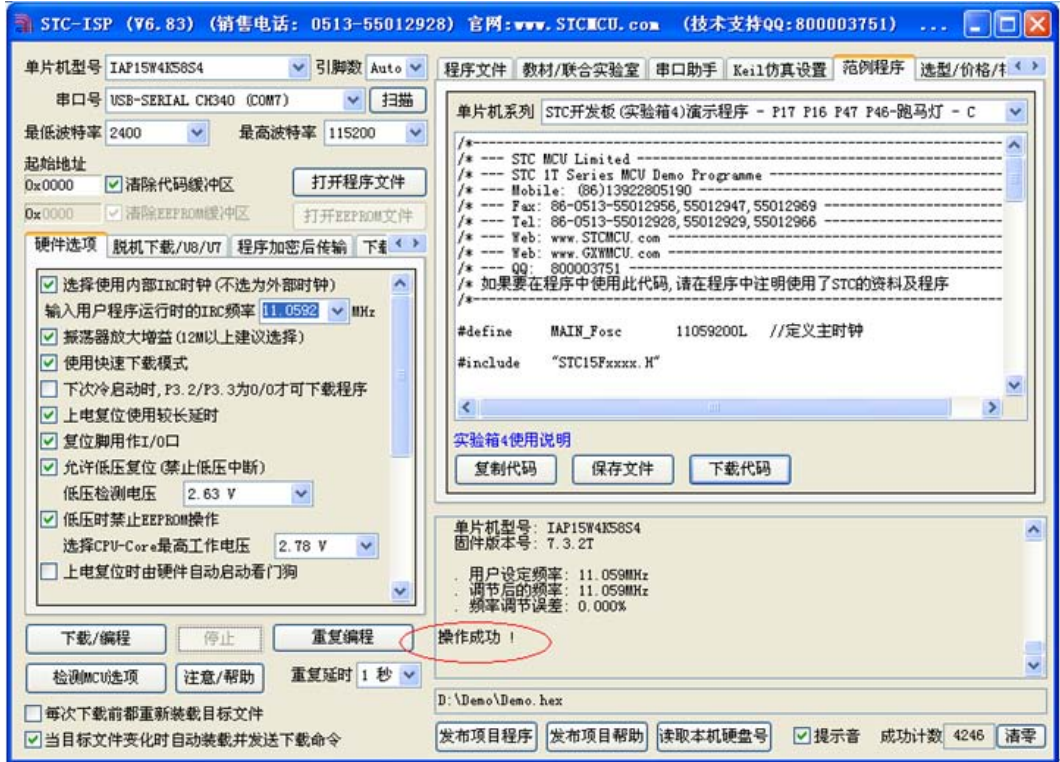 STC-ISP (V6.83) (销售电话: 0513-55012928) 官网:www.STCMCU.com (技术支持QQ:800003751) ...
单片机型号 IAP15W4K58S4 引脚数 Auto
串口号 USB-SERIAL CH340 (COM7) 扫描
最低波特率 2400 最高波特率 115200
起始地址
0x0000 清除代码缓冲区 打开程序文件
0x0000 清除EEPROM缓冲区 打开EEPROM文件
硬件选项 脱机下载/U8/U7 程序加密后传输
选择使用内部IRC时钟(不选为外部时钟)
输入用户程序运行时的IRC频率 11.0592 MHz
振荡器放大增益(12M以上建议选择)
使用快速下载模式
下次冷启动时,P3.2/P3.3为0/0才可下载程序
上电复位使用较长延时
复位脚用作I/O口
允许低压复位(禁止低压中断)
低压检测电压 2.63 V
低压时禁止EEPROM操作
选择CPU-Core最高工作电压 2.78 V
上电复位时由硬件自动启动看门狗
下载/编程 停止 重复编程
检测MCU选项 注意/帮助 重复延时 1 秒
每次下载前都重新装载目标文件
当目标文件变化时自动装载并发送下载命令
程序文件 教材/联合实验室 串口助手 Keil仿真设置 范例程序 选型/价格/
单片机系列 STC开发板(实验箱4)演示程序 - P17 P16 P47 P46-跑马灯 - C
/*---------------------------------------------------------------------
/* --- STC MCU Limited ------------------------------------------------
/* --- STC 1T Series MCU Demo Programme -------------------------------
/* --- Mobile: (86)13922805190 ----------------------------------------
/* --- Fax: 86-0513-55012956,55012947,55012969 ------------------------
/* --- Tel: 86-0513-55012928,55012929,55012966 ------------------------
/* --- Web: www.STCMCU.com --------------------------------------------
/* --- Web: www.GXWMCU.com --------------------------------------------
/* --- QQ: 800003751 --------------------------------------------------
/* 如果要在程序中使用此代码,请在程序中注明使用了STC的资料及程序
/*---------------------------------------------------------------------
#define MAIN_Fosc 11059200L //定义主时钟
#include "STC15Fxxxx.H"
实验箱4使用说明
复制代码 保存文件 下载代码
单片机型号: IAP15W4K58S4
固件版本号: 7.3.2T
. 用户设定频率: 11.059MHz
. 调节后的频率: 11.059MHz
. 频率调节误差: 0.000%
操作成功 !
D:\Demo\Demo.hex
发布项目程序 发布项目帮助 读取本机硬盘号 提示音 成功计数 4246 清零